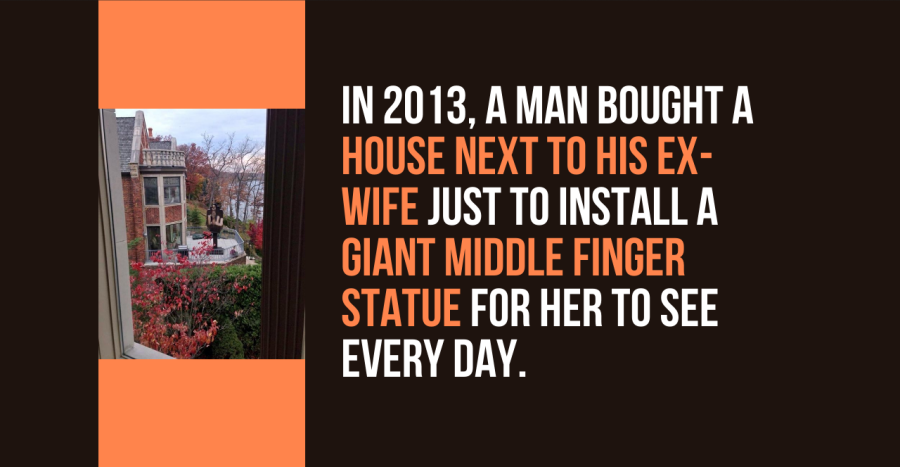 IN 2013, A MAN BOUGHT A
HOUSE NEXT TO HIS EX-
WIFE JUST TO INSTALL A
GIANT MIDDLE FINGER
STATUE FOR HER TO SEE
EVERY DAY.